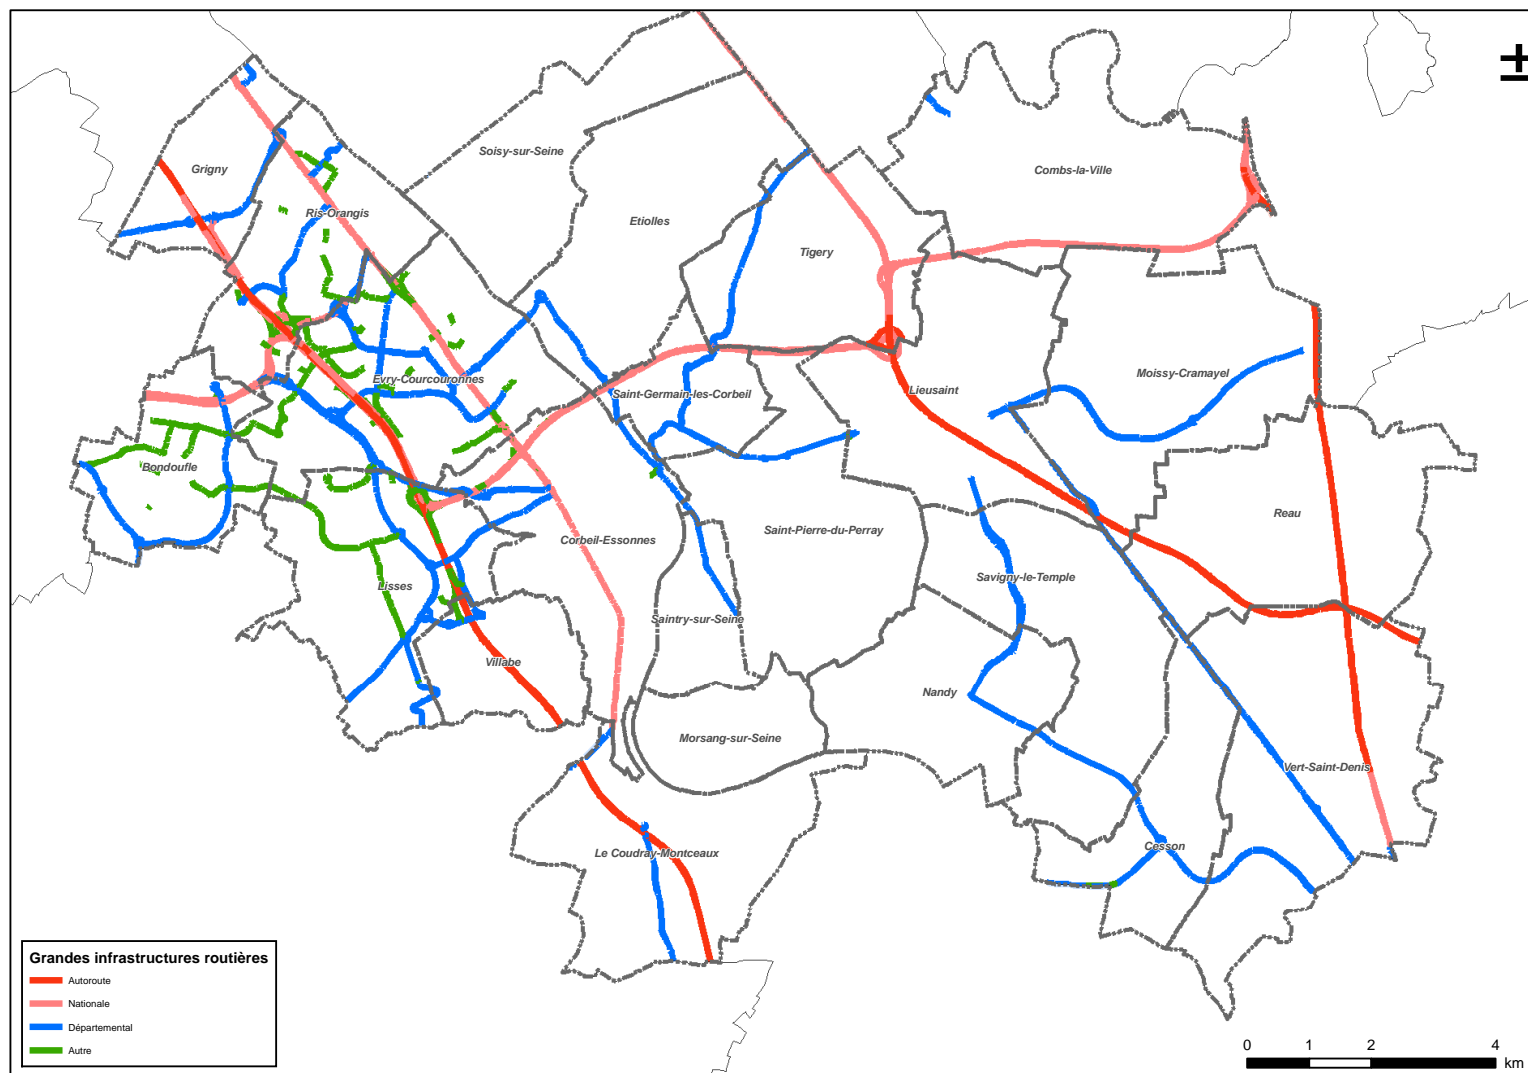 ±
Soisy-sur-Seine
Grigny
Combs-la-Ville
Ris-Orangis
Etiolles
Tigery
Evry-Courcouronnes
Moissy-Cramayel
Saint-Germain-les-Corbeil
Lieusaint
Bondoufle
Reau
Saint-Pierre-du-Perray
Corbeil-Essonnes
Savigny-le-Temple
Lisses
Saintry-sur-Seine
Villabe
Nandy
Morsang-sur-Seine
Vert-Saint-Denis
Cesson
Le Coudray-Montceaux
Grandes infrastructures routières
Autoroute
Nationale
Départemental
Autre
0 1 2 4
km